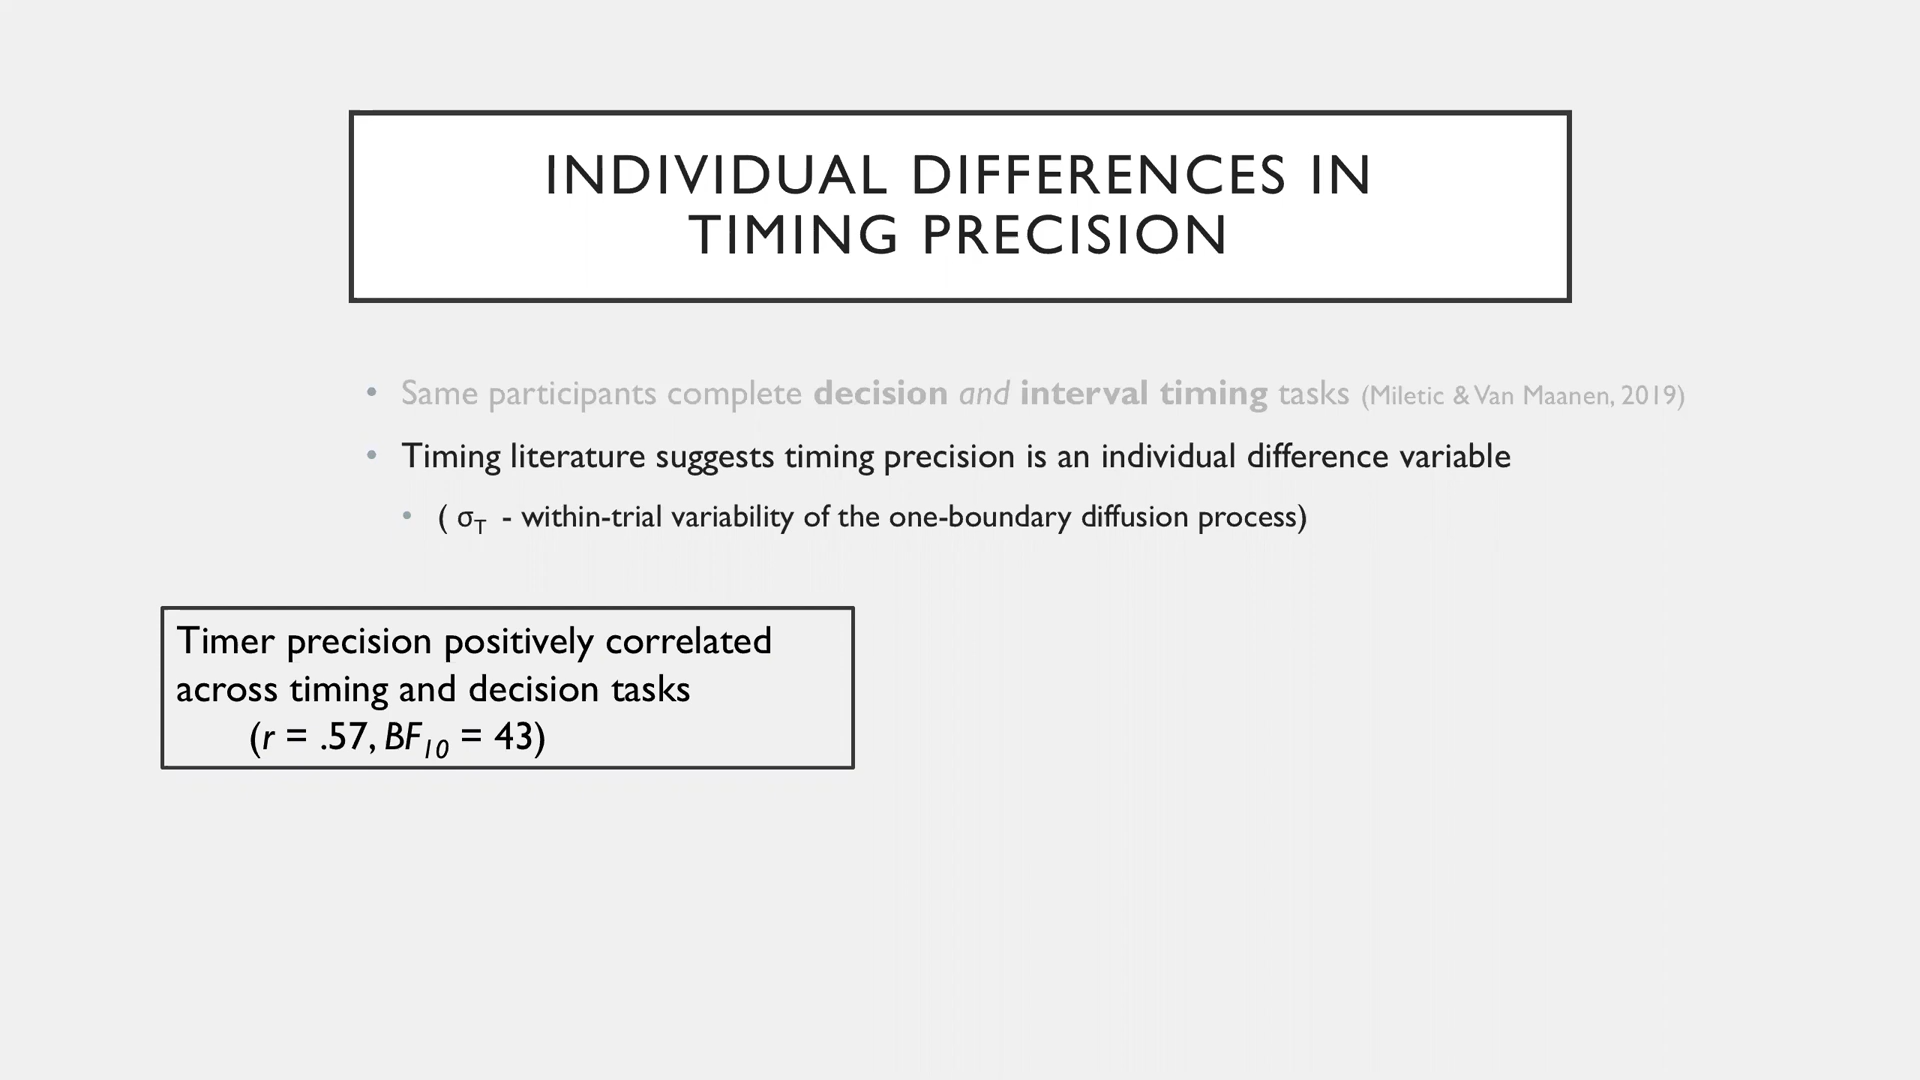 INDIVIDUAL DIFFERENCES IN
TIMING PRECISION
• Same participants complete decision and interval timing tasks (Miletic & Van Maanen, 2019)
• Timing literature suggests timing precision is an individual difference variable
• ( σT - within-trial variability of the one-boundary diffusion process)
Timer precision positively correlated
across timing and decision tasks
(r = .57, BF10 = 43)